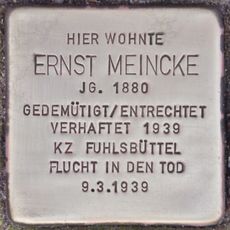 HIER WOHNTE
ERNST MEINCKE
JG. 1880
GEDEMÜTIGT/ENTRECHTET
VERHAFTET 1939
KZ FUHLSBÜTTEL
FLUCHT IN DEN TOD
9.3.1939